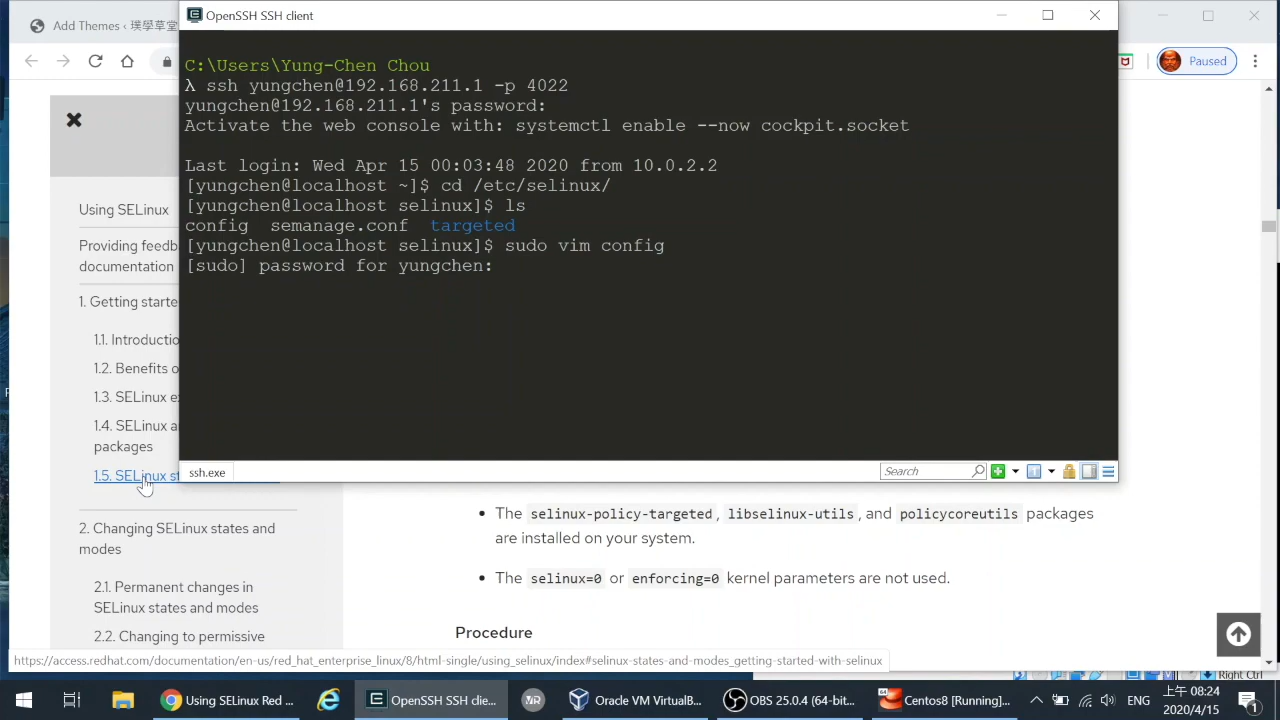 Add Themes ‹ 璞學草堂
OpenSSH SSH client
Paused
C:\Users\Yung-Chen Chou
λ ssh yungchen@192.168.211.1 -p 4022
yungchen@192.168.211.1's password:
Activate the web console with: systemctl enable --now cockpit.socket
Last login: Wed Apr 15 00:03:48 2020 from 10.0.2.2
[yungchen@localhost ~]$ cd /etc/selinux/
[yungchen@localhost selinux]$ ls
config semanage.conf targeted
[yungchen@localhost selinux]$ sudo vim config
[sudo] password for yungchen:
ssh.exe
Search
Using SELinux
Providing feedb
documentation
1. Getting starte
1.1. Introductio
1.2. Benefits o
1.3. SELinux e
1.4. SELinux a
packages
1.5. SELinux st
2. Changing SELinux states and
modes
2.1. Permanent changes in
SELinux states and modes
2.2. Changing to permissive
• The selinux-policy-targeted, libselinux-utils, and policycoreutils packages
are installed on your system.
• The selinux=0 or enforcing=0 kernel parameters are not used.
Procedure
https://access.redhat.com/documentation/en-us/red_hat_enterprise_linux/8/html-single/using_selinux/index#selinux-states-and-modes_getting-started-with-selinux
Right Ctrl
Using SELinux Red ...
OpenSSH SSH clie...
Oracle VM VirtualB...
OBS 25.0.4 (64-bit...
Centos8 [Running]...
ENG
上午 08:24
2020/4/15
1